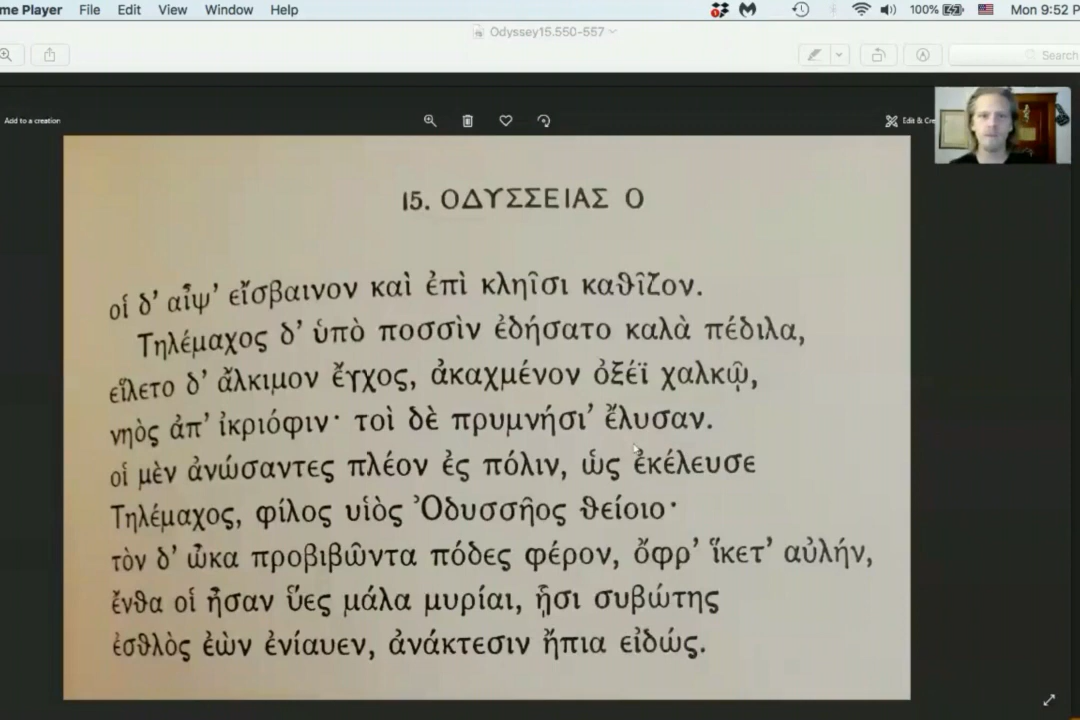 me Player File Edit View Window Help 100% Mon 9:52 P
Odyssey15.550-557
Search
Add to a creation
Edit & Cre
15. ΟΔΥΣΣΕΙΑΣ Ο
οἱ δ’ αἶψ’ εἴσβαινον καὶ ἐπὶ κληῖσι καθῖζον.
Τηλέμαχος δ’ ὑπὸ ποσσὶν ἐδήσατο καλὰ πέδιλα,
εἵλετο δ’ ἄλκιμον ἔγχος, ἀκαχμένον ὀξέϊ χαλκῷ,
νηὸς ἀπ’ ἰκριόφιν· τοὶ δὲ πρυμνήσι’ ἔλυσαν.
οἱ μὲν ἀνώσαντες πλέον ἐς πόλιν, ὡς ἐκέλευσε
Τηλέμαχος, φίλος υἱὸς Ὀδυσσῆος ϑείοιο·
τὸν δ’ ὦκα προβιβῶντα πόδες φέρον, ὄφρ’ ἵκετ’ αὐλήν,
ἔνϑα οἱ ἦσαν ὕες μάλα μυρίαι, ᾗσι συβώτης
ἐσϑλὸς ἐὼν ἐνίαυεν, ἀνάκτεσιν ἤπια εἰδώς.